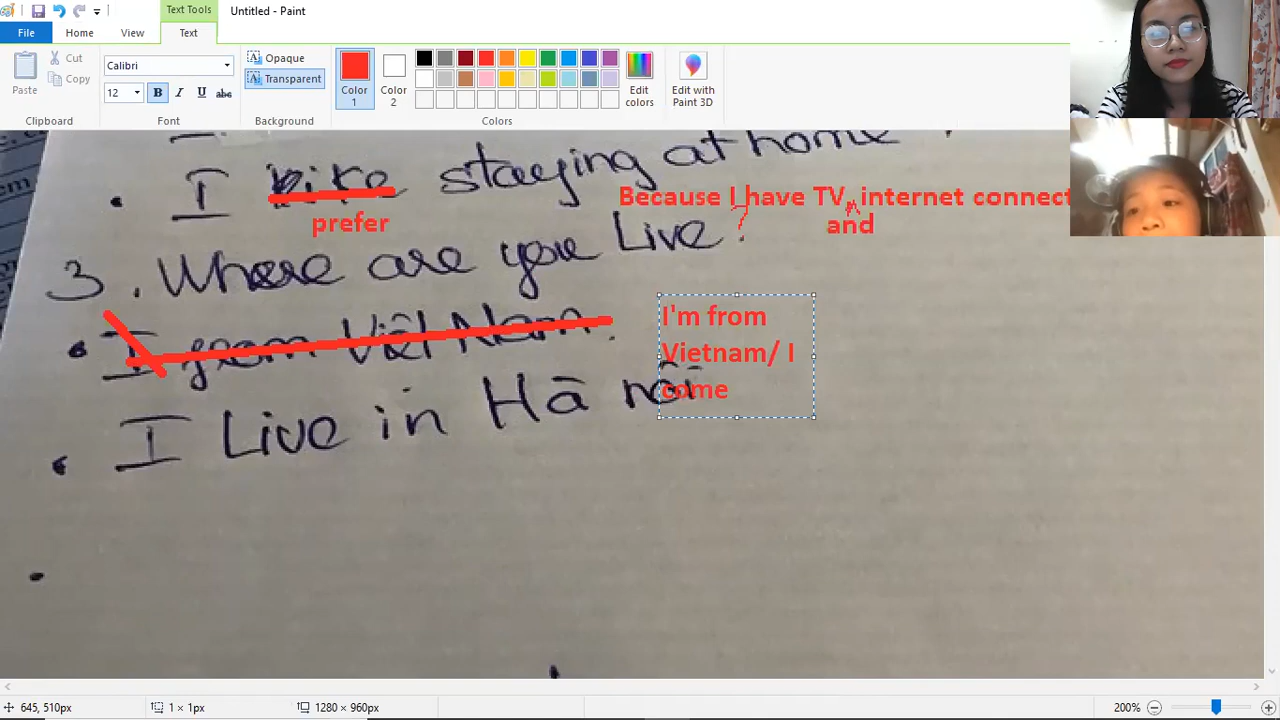 Untitled - Paint
Text Tools
File Home View Text
Paste
Cut
Copy
Clipboard
Calibri
12 B I U abc
Font
Opaque
Transparent
Background
Color 1
Color 2
Edit colors
Edit with Paint 3D
Colors
I staying at home
prefer
Because I have TV, internet connect
and
3. Where are you Live?
I from Việt Nam.
I'm from
Vietnam/ I
come
I Live in Hà nội
645, 510px
1 × 1px
1280 × 960px
200%